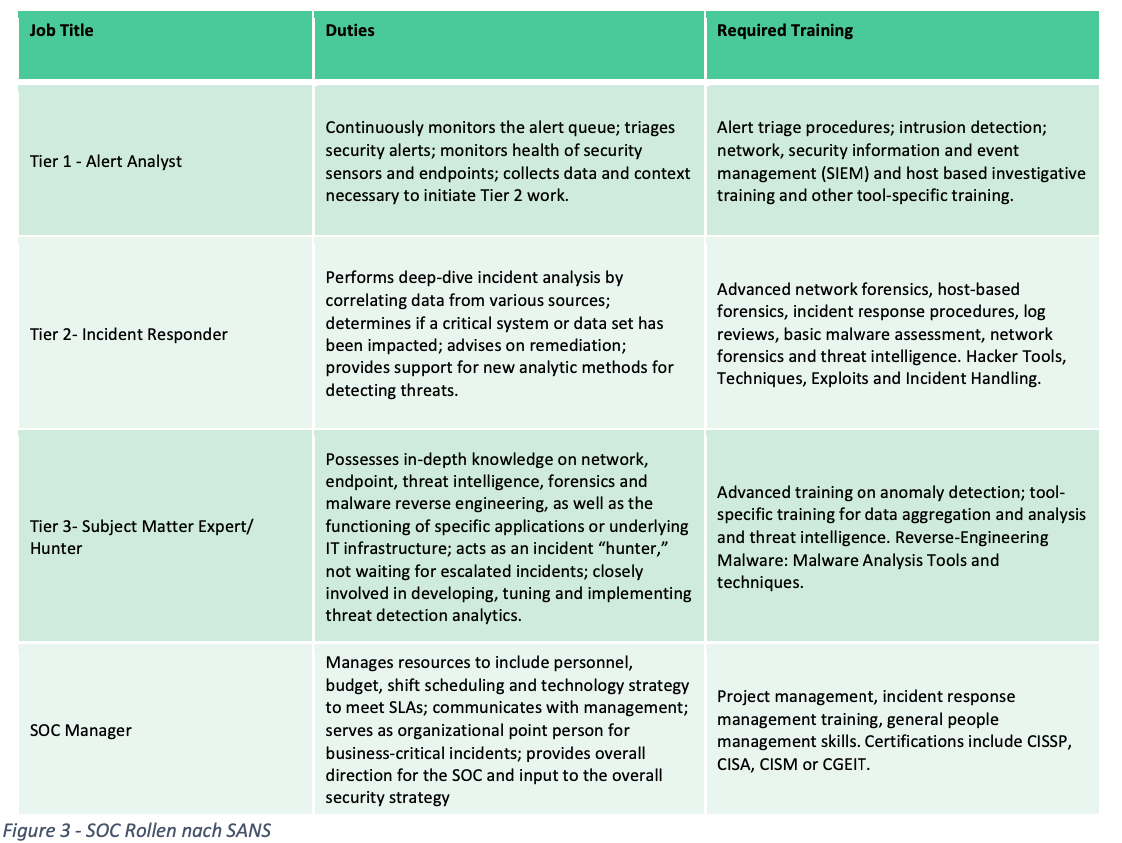 Job Title
Duties
Required Training
Tier 1 - Alert Analyst
Continuously monitors the alert queue; triages
security alerts; monitors health of security
sensors and endpoints; collects data and context
necessary to initiate Tier 2 work.
Alert triage procedures; intrusion detection;
network, security information and event
management (SIEM) and host based investigative
training and other tool-specific training.
Tier 2- Incident Responder
Performs deep-dive incident analysis by
correlating data from various sources;
determines if a critical system or data set has
been impacted; advises on remediation;
provides support for new analytic methods for
detecting threats.
Advanced network forensics, host-based
forensics, incident response procedures, log
reviews, basic malware assessment, network
forensics and threat intelligence. Hacker Tools,
Techniques, Exploits and Incident Handling.
Tier 3- Subject Matter Expert/
Hunter
Possesses in-depth knowledge on network,
endpoint, threat intelligence, forensics and
malware reverse engineering, as well as the
functioning of specific applications or underlying
IT infrastructure; acts as an incident “hunter,”
not waiting for escalated incidents; closely
involved in developing, tuning and implementing
threat detection analytics.
Advanced training on anomaly detection; tool-
specific training for data aggregation and analysis
and threat intelligence. Reverse-Engineering
Malware: Malware Analysis Tools and
techniques.
SOC Manager
Manages resources to include personnel,
budget, shift scheduling and technology strategy
to meet SLAs; communicates with management;
serves as organizational point person for
business-critical incidents; provides overall
direction for the SOC and input to the overall
security strategy
Project management, incident response
management training, general people
management skills. Certifications include CISSP,
CISA, CISM or CGEIT.
Figure 3 - SOC Rollen nach SANS